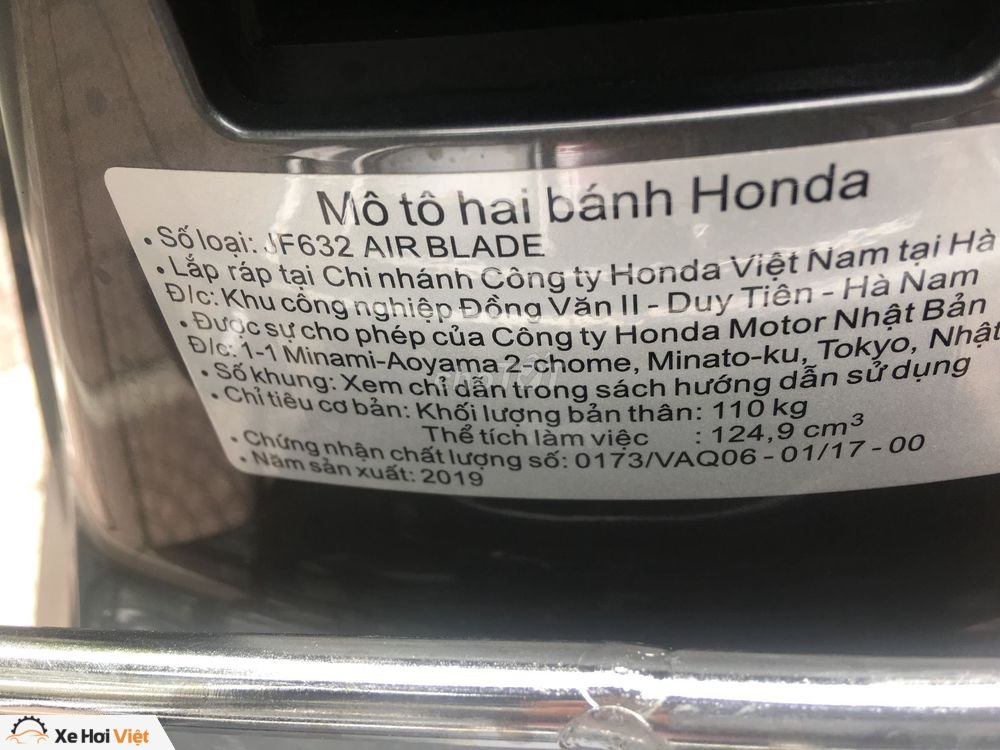 Mô tô hai bánh Honda
• Số loại: JF632 AIR BLADE
• Lắp ráp tại Chi nhánh Công ty Honda Việt Nam tại Hà
Đ/c: Khu công nghiệp Đồng Văn II - Duy Tiên - Hà Nam
• Được sự cho phép của Công ty Honda Motor Nhật Bản
Đ/c: 1-1 Minami-Aoyama 2-chome, Minato-ku, Tokyo, Nhật
• Số khung: Xem chỉ dẫn trong sách hướng dẫn sử dụng
• Chỉ tiêu cơ bản: Khối lượng bản thân: 110 kg
Thể tích làm việc : 124,9 cm³
• Chứng nhận chất lượng số: 0173/VAQ06 - 01/17 - 00
• Năm sản xuất: 2019
Xe Hơi Việt